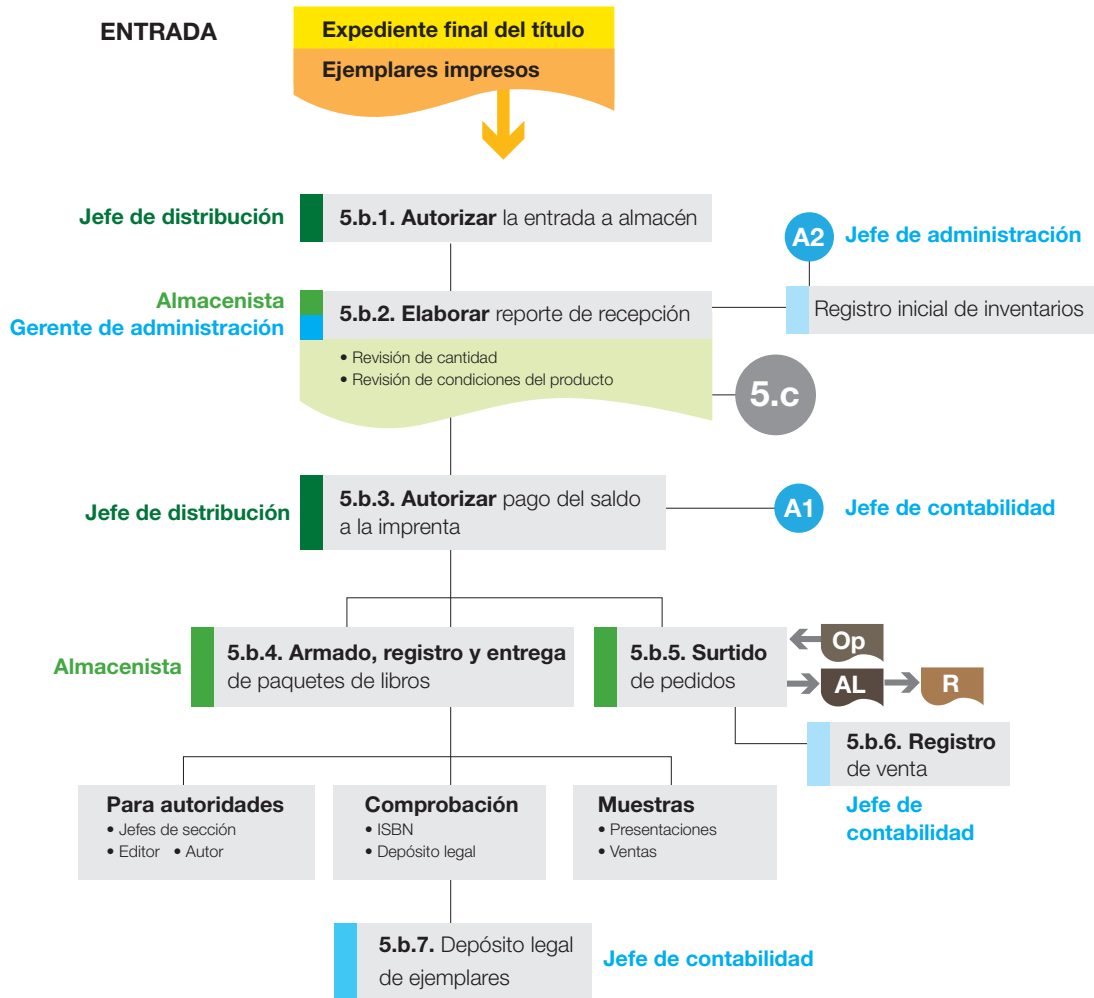 ENTRADA
Expediente final del título
Ejemplares impresos
Jefe de distribución
5.b.1. Autorizar la entrada a almacén
A2
Jefe de administración
Almacenista
Gerente de administración
5.b.2. Elaborar reporte de recepción
Registro inicial de inventarios
• Revisión de cantidad
• Revisión de condiciones del producto
5.c
Jefe de distribución
5.b.3. Autorizar pago del saldo
a la imprenta
A1
Jefe de contabilidad
Almacenista
5.b.4. Armado, registro y entrega
de paquetes de libros
5.b.5. Surtido
de pedidos
Op
AL
R
5.b.6. Registro
de venta
Jefe de
contabilidad
Para autoridades
• Jefes de sección
• Editor • Autor
Comprobación
• ISBN
• Depósito legal
Muestras
• Presentaciones
• Ventas
5.b.7. Depósito legal
de ejemplares
Jefe de contabilidad